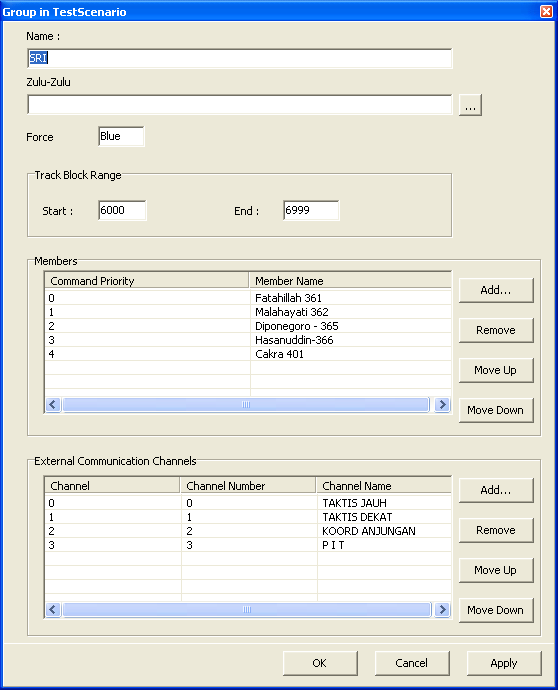 Group in TestScenario
Name :
SRI
Zulu-Zulu
...
Force Blue
Track Block Range
Start : 6000 End : 6999
Members
Command Priority Member Name
0 Fatahillah 361
1 Malahayati 362
2 Diponegoro - 365
3 Hasanuddin-366
4 Cakra 401
Add...
Remove
Move Up
Move Down
External Communication Channels
Channel Channel Number Channel Name
0 0 TAKTIS JAUH
1 1 TAKTIS DEKAT
2 2 KOORD ANJUNGAN
3 3 P I T
Add...
Remove
Move Up
Move Down
OK Cancel Apply